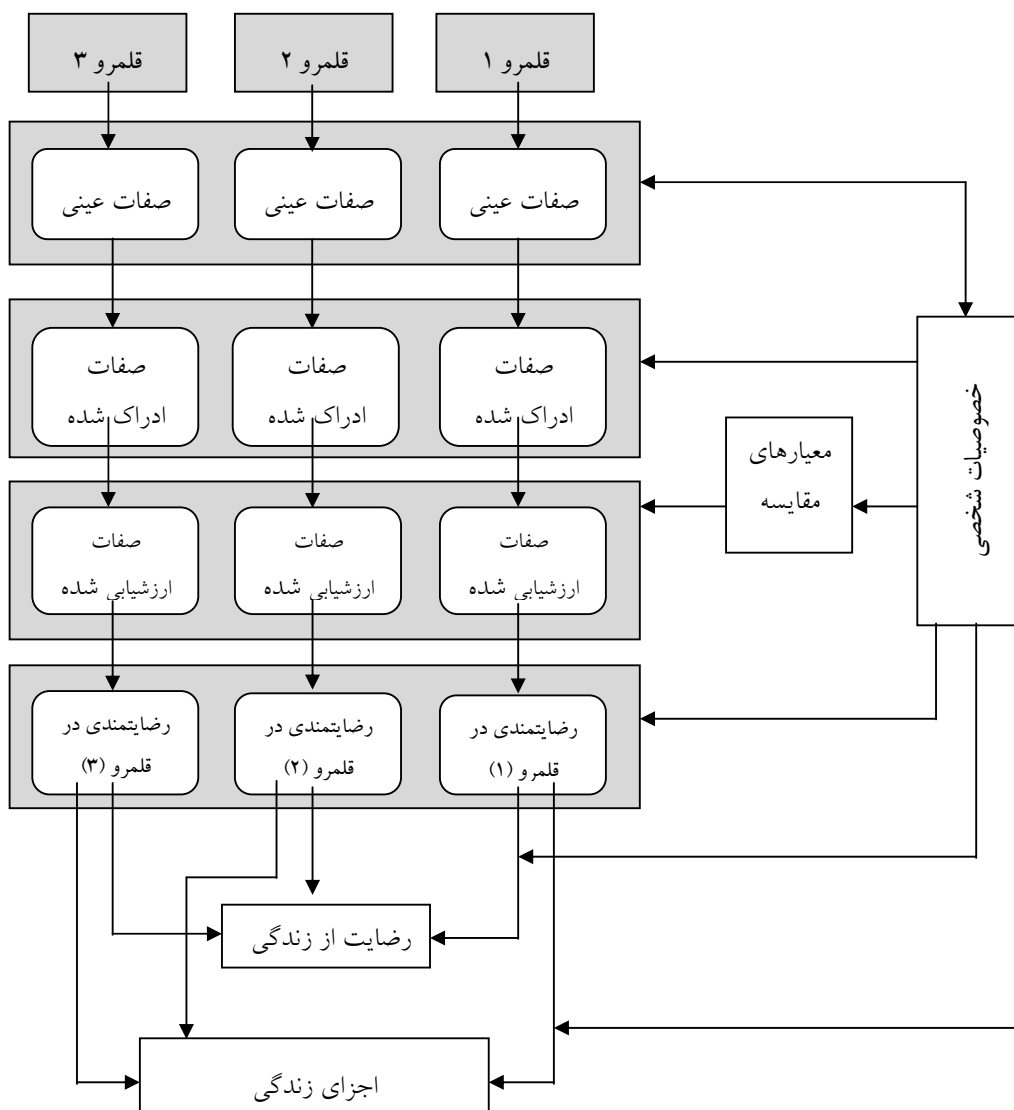 قلمرو ۱
قلمرو ۲
قلمرو ۳
صفات عینی
صفات عینی
صفات عینی
صفات
ادراک شده
صفات
ادراک شده
صفات
ادراک شده
خصوصیات شخصی
معیارهای
مقایسه
صفات
ارزشیابی شده
صفات
ارزشیابی شده
صفات
ارزشیابی شده
رضایتمندی در
قلمرو (۱)
رضایتمندی در
قلمرو (۲)
رضایتمندی در
قلمرو (۳)
رضایت از زندگی
اجزای زندگی